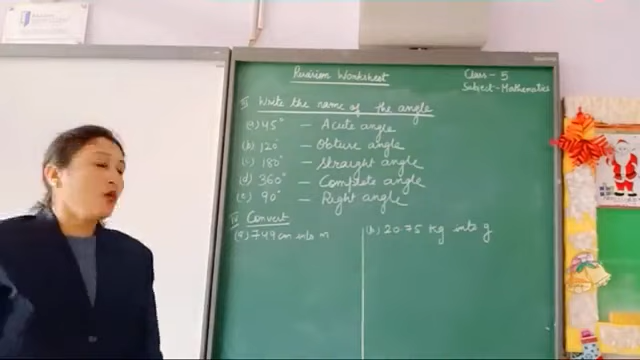 Revision Worksheet
Class - 5
Subject - Mathematics
Write the name of the angle
(a) 45° — Acute angle
(b) 120° — Obtuse angle
(c) 180° — Straight angle
(d) 360° — Complete angle
(e) 90° — Right angle
IV Convert
(a) 749 cm into m
(b) 20.75 kg into g